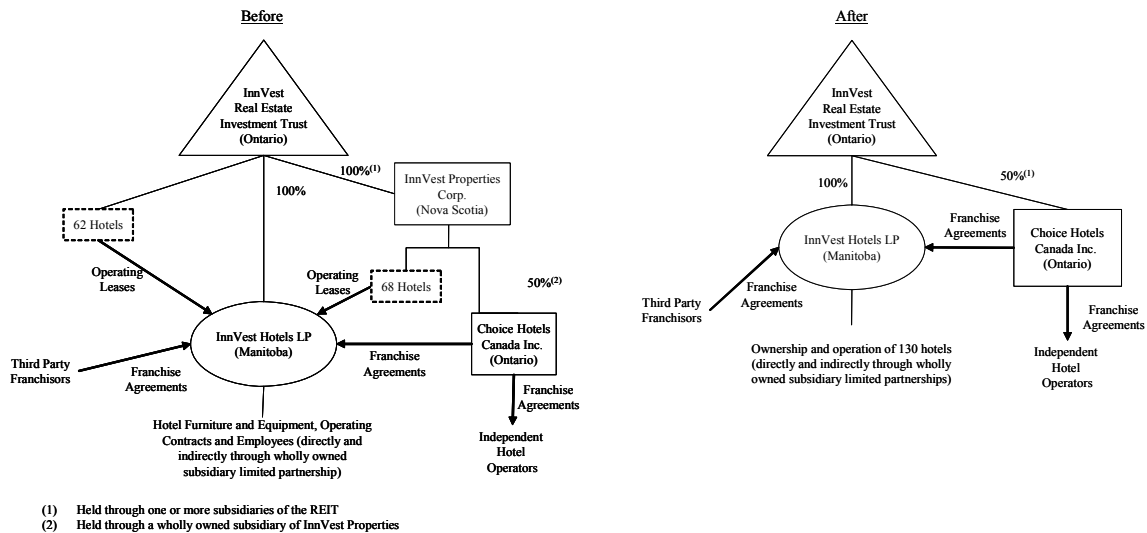 Before
InnVest
Real Estate
Investment Trust
(Ontario)
100%(1)
100%
InnVest Properties
Corp.
(Nova Scotia)
62 Hotels
Operating
Leases
Operating
Leases
68 Hotels
50%(2)
InnVest Hotels LP
(Manitoba)
Choice Hotels
Canada Inc.
(Ontario)
Third Party
Franchisors
Franchise
Agreements
Franchise
Agreements
Franchise
Agreements
Hotel Furniture and Equipment, Operating
Contracts and Employees (directly and
indirectly through wholly owned
subsidiary limited partnership)
Independent
Hotel
Operators
(1) Held through one or more subsidiaries of the REIT
(2) Held through a wholly owned subsidiary of InnVest Properties
After
InnVest
Real Estate
Investment Trust
(Ontario)
100%
50%(1)
InnVest Hotels LP
(Manitoba)
Franchise
Agreements
Choice Hotels
Canada Inc.
(Ontario)
Third Party
Franchisors
Franchise
Agreements
Franchise
Agreements
Ownership and operation of 130 hotels
(directly and indirectly through wholly
owned subsidiary limited partnerships)
Independent
Hotel
Operators